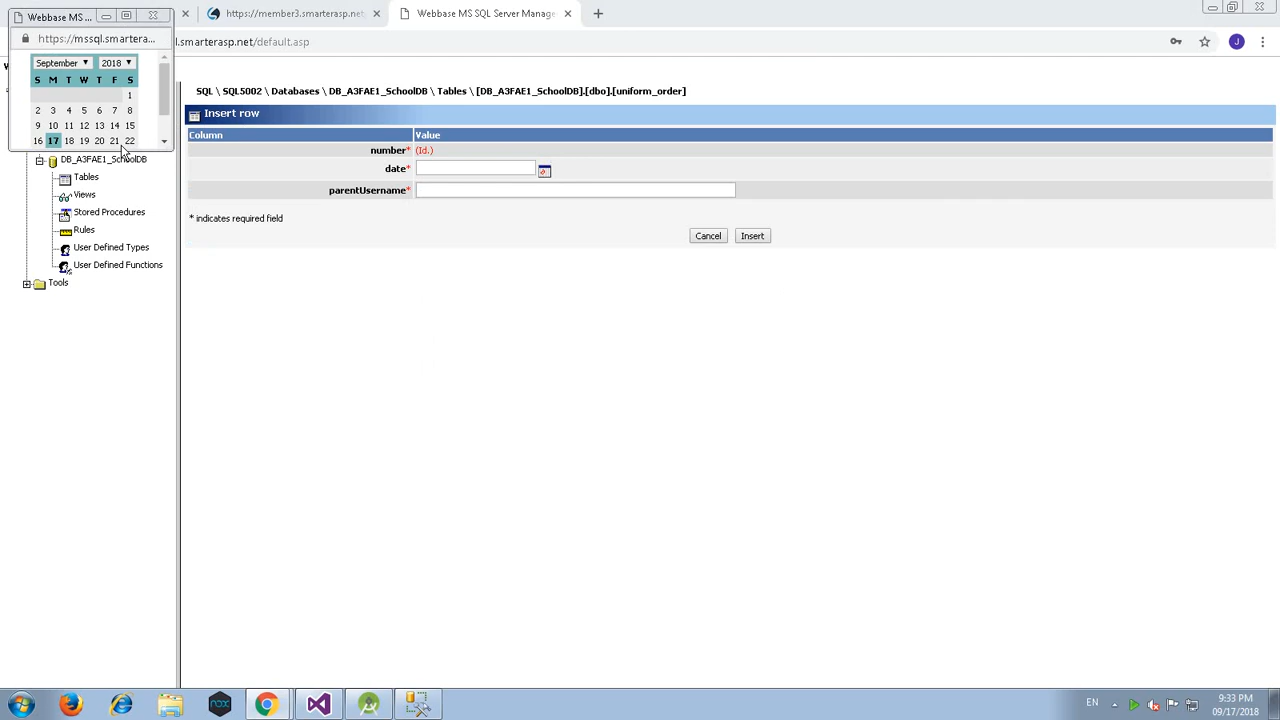 Webbase MS ...
https://member3.smarterasp.net/
Webbase MS SQL Server Manage
https://mssql.smartera...
l.smarterasp.net/default.asp
J
September 2018
S M T W T F S
1
2 3 4 5 6 7 8
9 10 11 12 13 14 15
16 17 18 19 20 21 22
DB_A3FAE1_SchoolDB
Tables
Views
Stored Procedures
Rules
User Defined Types
User Defined Functions
Tools
SQL \ SQL5002 \ Databases \ DB_A3FAE1_SchoolDB \ Tables \ [DB_A3FAE1_SchoolDB].[dbo].[uniform_order]
Insert row
Column Value
number* (Id.)
date*
parentUsername*
* indicates required field
Cancel Insert
nox
EN
9:33 PM
09/17/2018